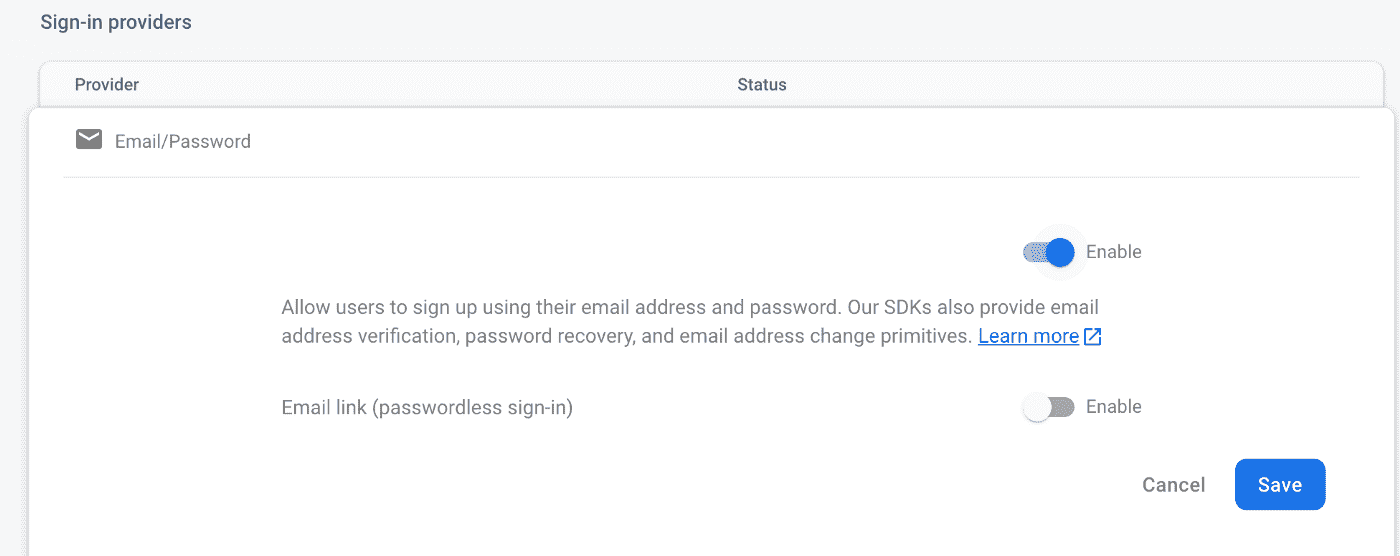 Sign-in providers
Provider Status
Email/Password
Enable
Allow users to sign up using their email address and password. Our SDKs also provide email
address verification, password recovery, and email address change primitives. Learn more
Email link (passwordless sign-in) Enable
Cancel Save